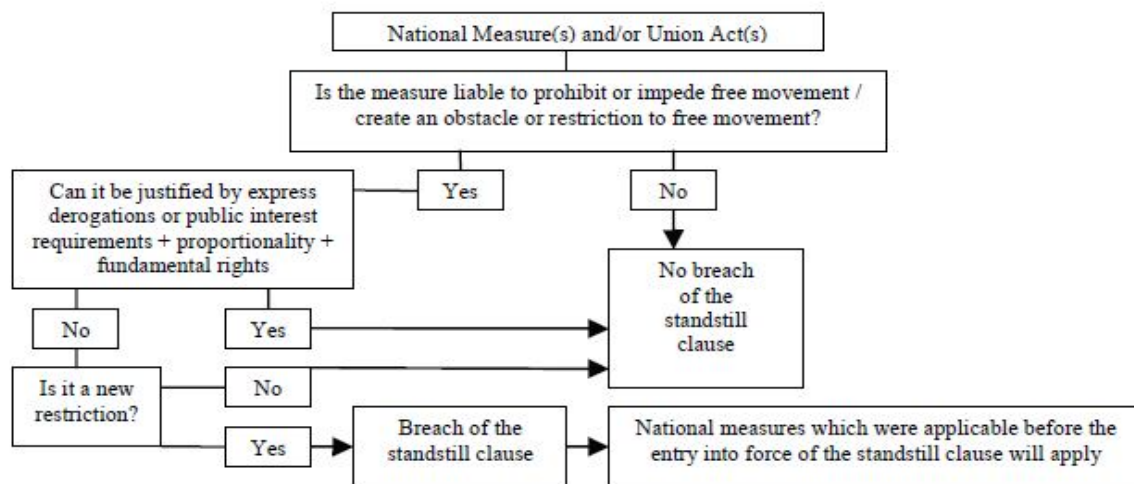 National Measure(s) and/or Union Act(s)
Is the measure liable to prohibit or impede free movement /
create an obstacle or restriction to free movement?
Yes
No
Can it be justified by express
derogations or public interest
requirements + proportionality +
fundamental rights
No breach
of the
standstill
clause
No
Yes
Is it a new
restriction?
No
Yes
Breach of the
standstill clause
National measures which were applicable before the
entry into force of the standstill clause will apply